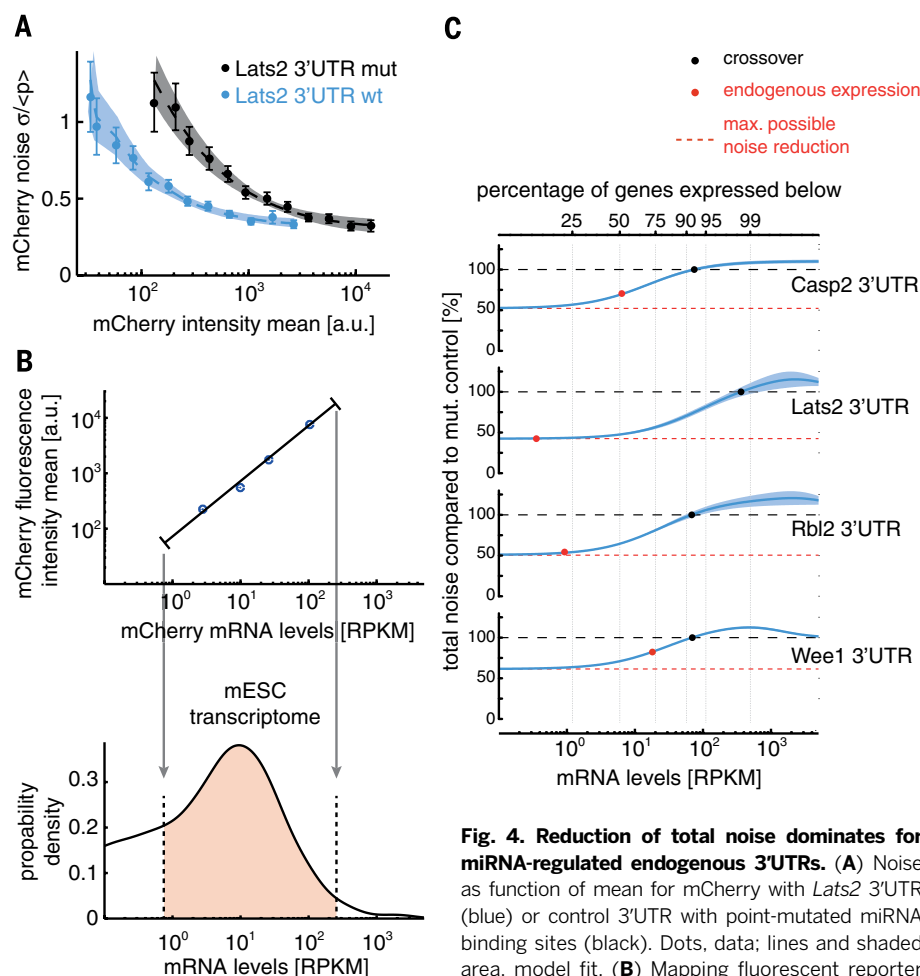 A
mCherry noise σ/<p>
1
0.5
0
Lats2 3'UTR mut
Lats2 3'UTR wt
10²
10³
10⁴
mCherry intensity mean [a.u.]
B
mCherry fluorescence
intensity mean [a.u.]
10⁴
10³
10²
10⁰
10¹
10²
10³
mCherry mRNA levels [RPKM]
mESC
transcriptome
propability
density
0.3
0.2
0.1
0
10⁰
10¹
10²
10³
mRNA levels [RPKM]
C
crossover
endogenous expression
max. possible
noise reduction
percentage of genes expressed below
25 50 75 90 95 99
total noise compared to mut. control [%]
100
50
0
Casp2 3'UTR
100
50
0
Lats2 3'UTR
100
50
0
Rbl2 3'UTR
100
50
0
Wee1 3'UTR
10⁰
10¹
10²
10³
mRNA levels [RPKM]
Fig. 4. Reduction of total noise dominates for
miRNA-regulated endogenous 3'UTRs. (A) Noise
as function of mean for mCherry with Lats2 3'UTR
(blue) or control 3'UTR with point-mutated miRNA
binding sites (black). Dots, data; lines and shaded
area, model fit. (B) Mapping fluorescent reporter